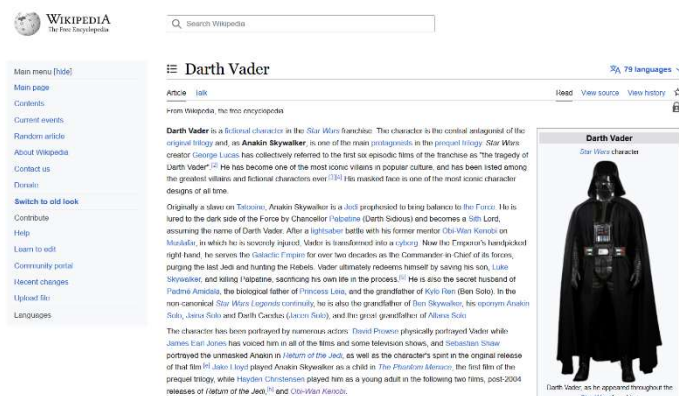 WIKIPEDIA
The Free Encyclopedia
Search Wikipedia
Main menu [hide]
Main page
Contents
Current events
Random article
About Wikipedia
Contact us
Donate
Switch to old look
Contribute
Help
Learn to edit
Community portal
Recent changes
Upload file
Languages
Darth Vader
79 languages
Article Talk
Read View source View history
From Wikipedia, the free encyclopedia
Darth Vader is a fictional character in the Star Wars franchise. The character is the central antagonist of the
original trilogy and, as Anakin Skywalker, is one of the main protagonists in the prequel trilogy. Star Wars
creator George Lucas has collectively referred to the first six episodic films of the franchise as "the tragedy of
Darth Vader".[2] He has become one of the most iconic villains in popular culture, and has been listed among
the greatest villains and fictional characters ever.[3][4] His masked face is one of the most iconic character
designs of all time.
Originally a slave on Tatooine, Anakin Skywalker is a Jedi prophesied to bring balance to the Force. He is
lured to the dark side of the Force by Chancellor Palpatine (Darth Sidious) and becomes a Sith Lord,
assuming the name of Darth Vader. After a lightsaber battle with his former mentor Obi-Wan Kenobi on
Mustafar, in which he is severely injured, Vader is transformed into a cyborg. Now the Emperor's handpicked
right-hand, he serves the Galactic Empire for over two decades as the Commander-in-Chief of its forces,
purging the last Jedi and hunting the Rebels. Vader ultimately redeems himself by saving his son, Luke
Skywalker, and killing Palpatine, sacrificing his own life in the process.[5] He is also the secret husband of
Padmé Amidala, the biological father of Princess Leia, and the grandfather of Kylo Ren (Ben Solo). In the
non-canonical Star Wars Legends continuity, he is also the grandfather of Ben Skywalker, his eponym Anakin
Solo, Jaina Solo and Darth Caedus (Jacen Solo), and the great grandfather of Allana Solo.
The character has been portrayed by numerous actors: David Prowse physically portrayed Vader while
James Earl Jones has voiced him in all of the films and some television shows, and Sebastian Shaw
portrayed the unmasked Anakin in Return of the Jedi, as well as the character's spirit in the original release
of that film.[e] Jake Lloyd played Anakin Skywalker as a child in The Phantom Menace, the first film of the
prequel trilogy, while Hayden Christensen played him as a young adult in the following two films, post-2004
releases of Return of the Jedi,[6] and Obi-Wan Kenobi.
Darth Vader
Star Wars character
Darth Vader, as he appeared throughout the